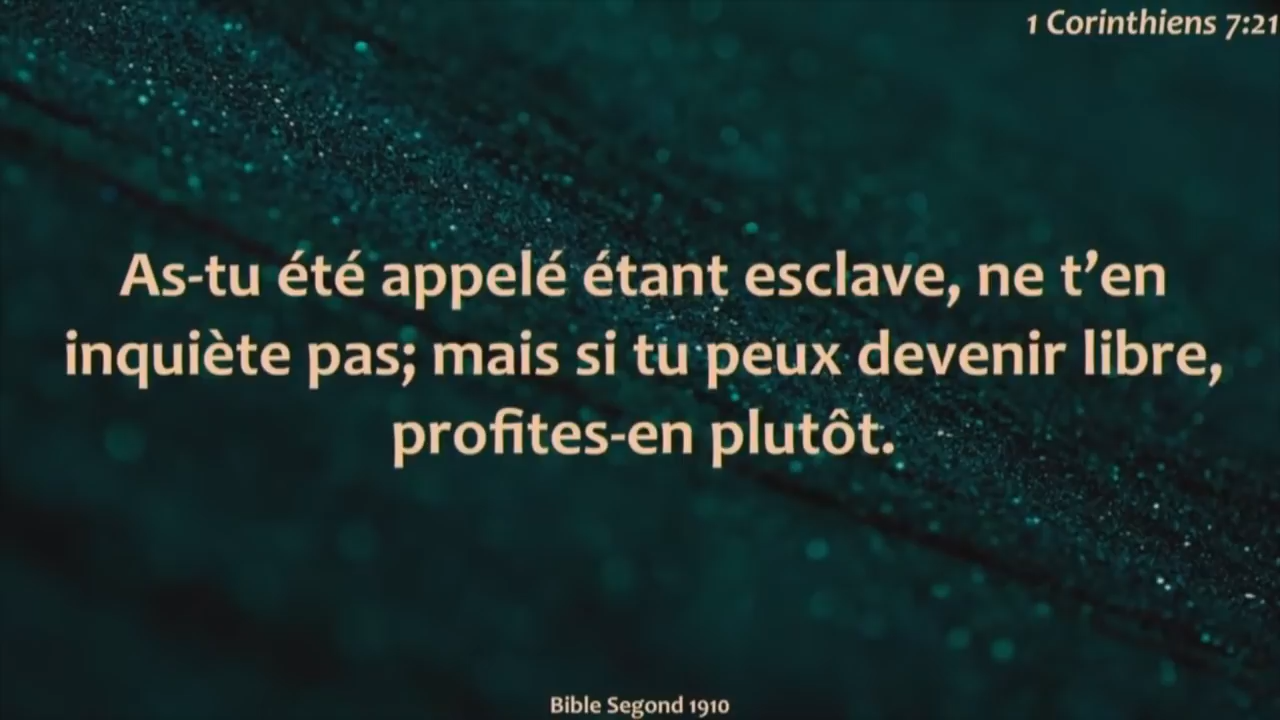 1 Corinthiens 7:21
As-tu été appelé étant esclave, ne t’en
inquiète pas; mais si tu peux devenir libre,
profites-en plutôt.
Bible Segond 1910